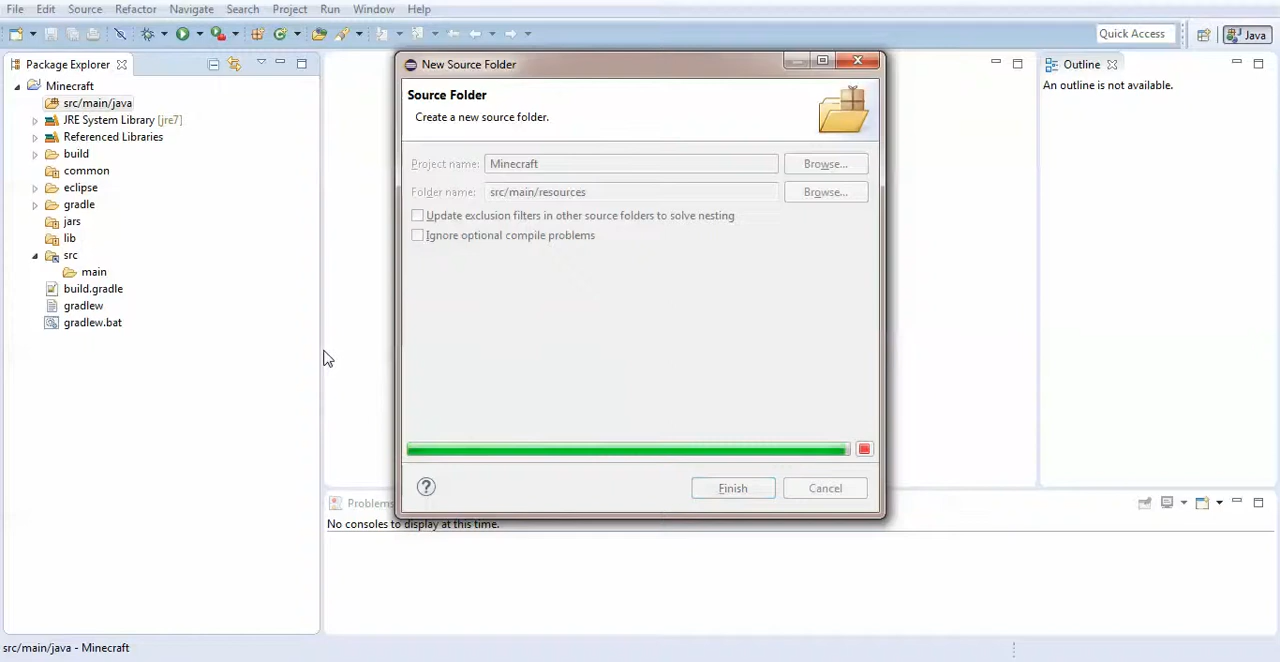 File Edit Source Refactor Navigate Search Project Run Window Help
Quick Access
Java
Package Explorer
Minecraft
src/main/java
JRE System Library [jre7]
Referenced Libraries
build
common
eclipse
gradle
jars
lib
src
main
build.gradle
gradlew
gradlew.bat
New Source Folder
Source Folder
Create a new source folder.
Project name: Minecraft Browse...
Folder name: src/main/resources Browse...
Update exclusion filters in other source folders to solve nesting
Ignore optional compile problems
Finish Cancel
Outline
An outline is not available.
Problems
No consoles to display at this time.
src/main/java - Minecraft